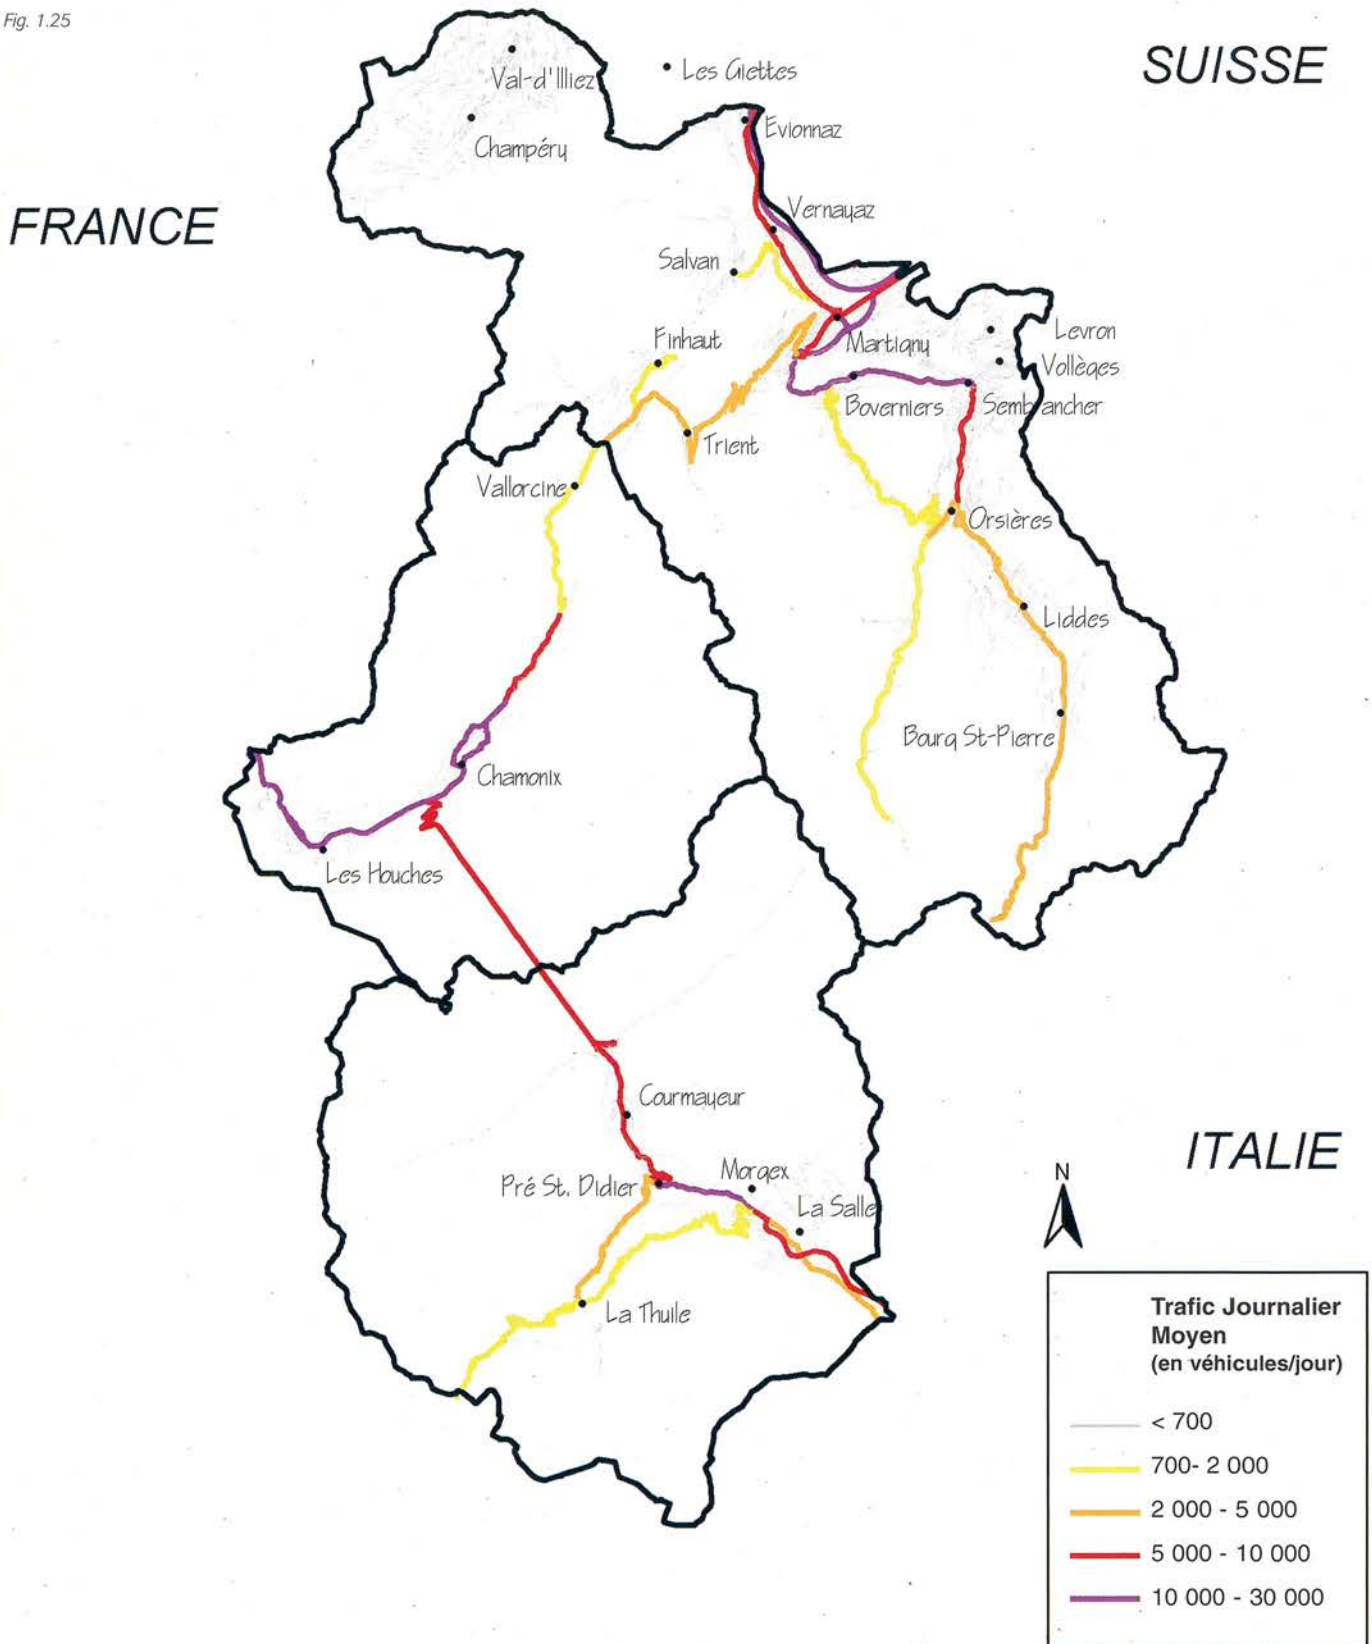 Fig. 1.25
SUISSE
FRANCE
ITALIE
Val-d'Illiez
Les Giettes
Champéry
Evionnaz
Vernayaz
Salvan
Finhaut
Martigny
Levron
Vollèges
Boverniers
Sembrancher
Trient
Vallorcine
Orsières
Liddes
Bourg St-Pierre
Chamonix
Les Houches
Courmayeur
Pré St. Didier
Morgex
La Salle
La Thuile
N
Trafic Journalier
Moyen
(en véhicules/jour)
< 700
700- 2 000
2 000 - 5 000
5 000 - 10 000
10 000 - 30 000